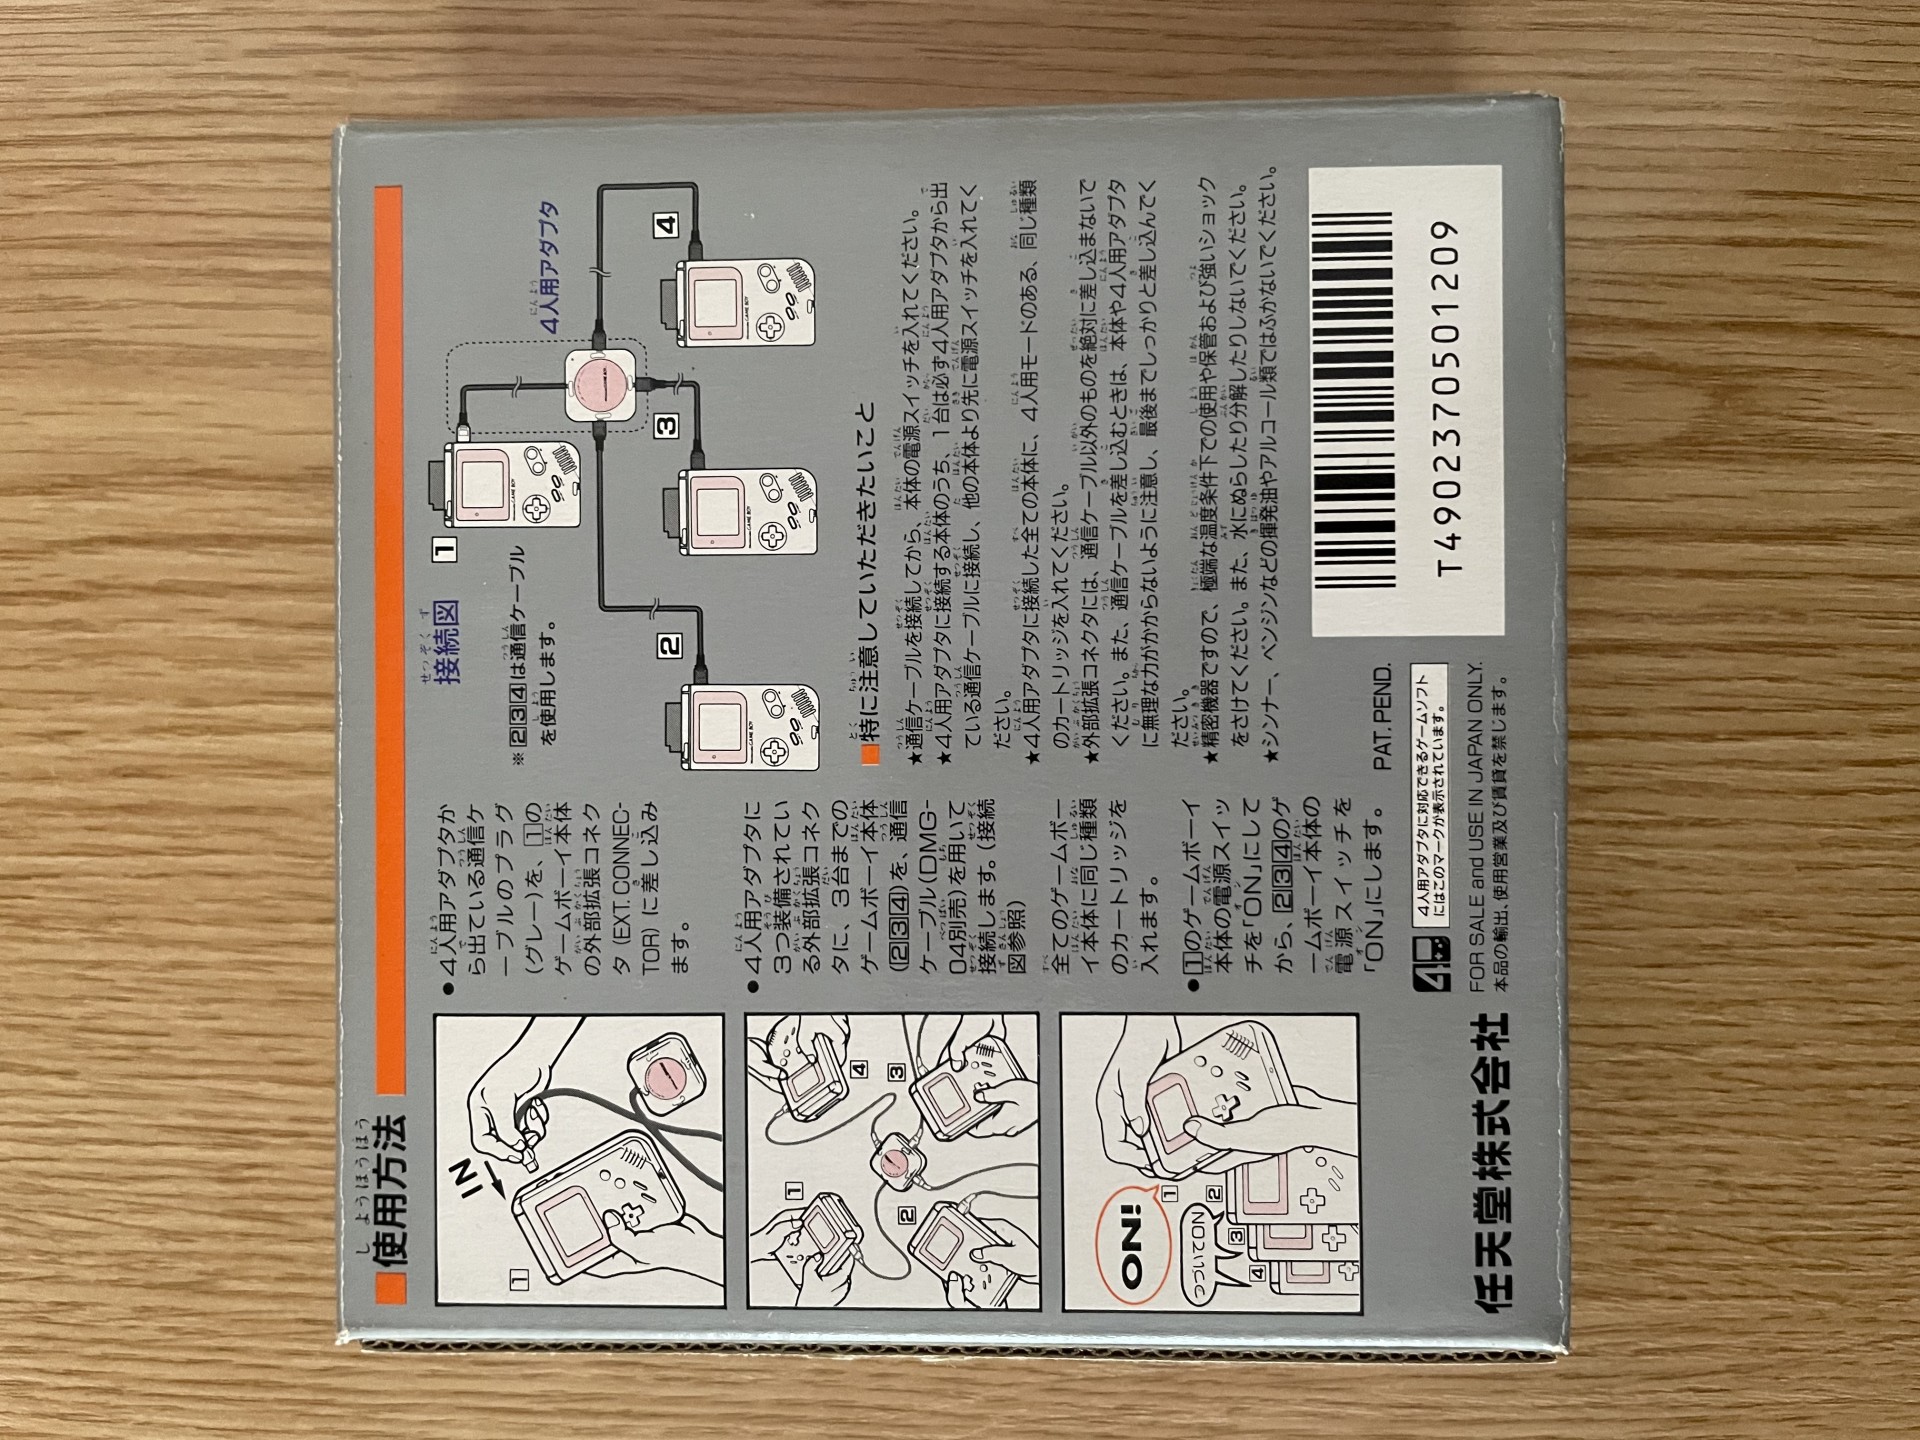 使用方法
IN
1
●4人用アダプタか
ら出ている通信ケ
ーブルのプラグ
(グレー)を、1の
ゲームボーイ本体
の外部拡張コネク
タ(EXT.CONNEC-
TOR)に差し込み
ます。
1
2
3
4
●4人用アダプタに
3つ装備されてい
る外部拡張コネク
タに、3台までの
ゲームボーイ本体
(234)を、通信
ケーブル(DMG-
04別売)を用いて
接続します。(接続
図参照)
全てのゲームボー
イ本体に同じ種類
のカートリッジを
入れます。
ON!
つづいてON
1
2
3
4
●1のゲームボーイ
本体の電源スイッ
チを「ON」にして
から、234のゲ
ームボーイ本体の
電源スイッチを
「ON」にします。
接続図
※234は通信ケーブル
を使用します。
4人用アダプタ
1
2
3
4
GAME BOY
GAME BOY
GAME BOY
GAME BOY
■特に注意していただきたいこと
★通信ケーブルを接続してから、本体の電源スイッチを入れてください。
★4人用アダプタに接続する本体のうち、1台は必ず4人用アダプタから出
ている通信ケーブルに接続し、他の本体より先に電源スイッチを入れてく
ださい。
★4人用アダプタに接続した全ての本体に、4人用モードのある、同じ種類
のカートリッジを入れてください。
★外部拡張コネクタには、通信ケーブル以外のものを絶対に差し込まないで
ください。また、通信ケーブルを差し込むときは、本体や4人用アダプタ
に無理な力がかからないように注意し、最後までしっかりと差し込んでく
ださい。
★精密機器ですので、極端な温度条件下での使用や保管および強いショック
をさけてください。また、水にぬらしたり分解したりしないでください。
★シンナー、ベンジンなどの揮発油やアルコール類ではふかないでください。
PAT. PEND.
4人用アダプタに対応できるゲームソフト
にはこのマークが表示されています。
FOR SALE and USE IN JAPAN ONLY.
本品の輸出、使用営業及び賃貸を禁じます。
任天堂株式会社
T4902370501209